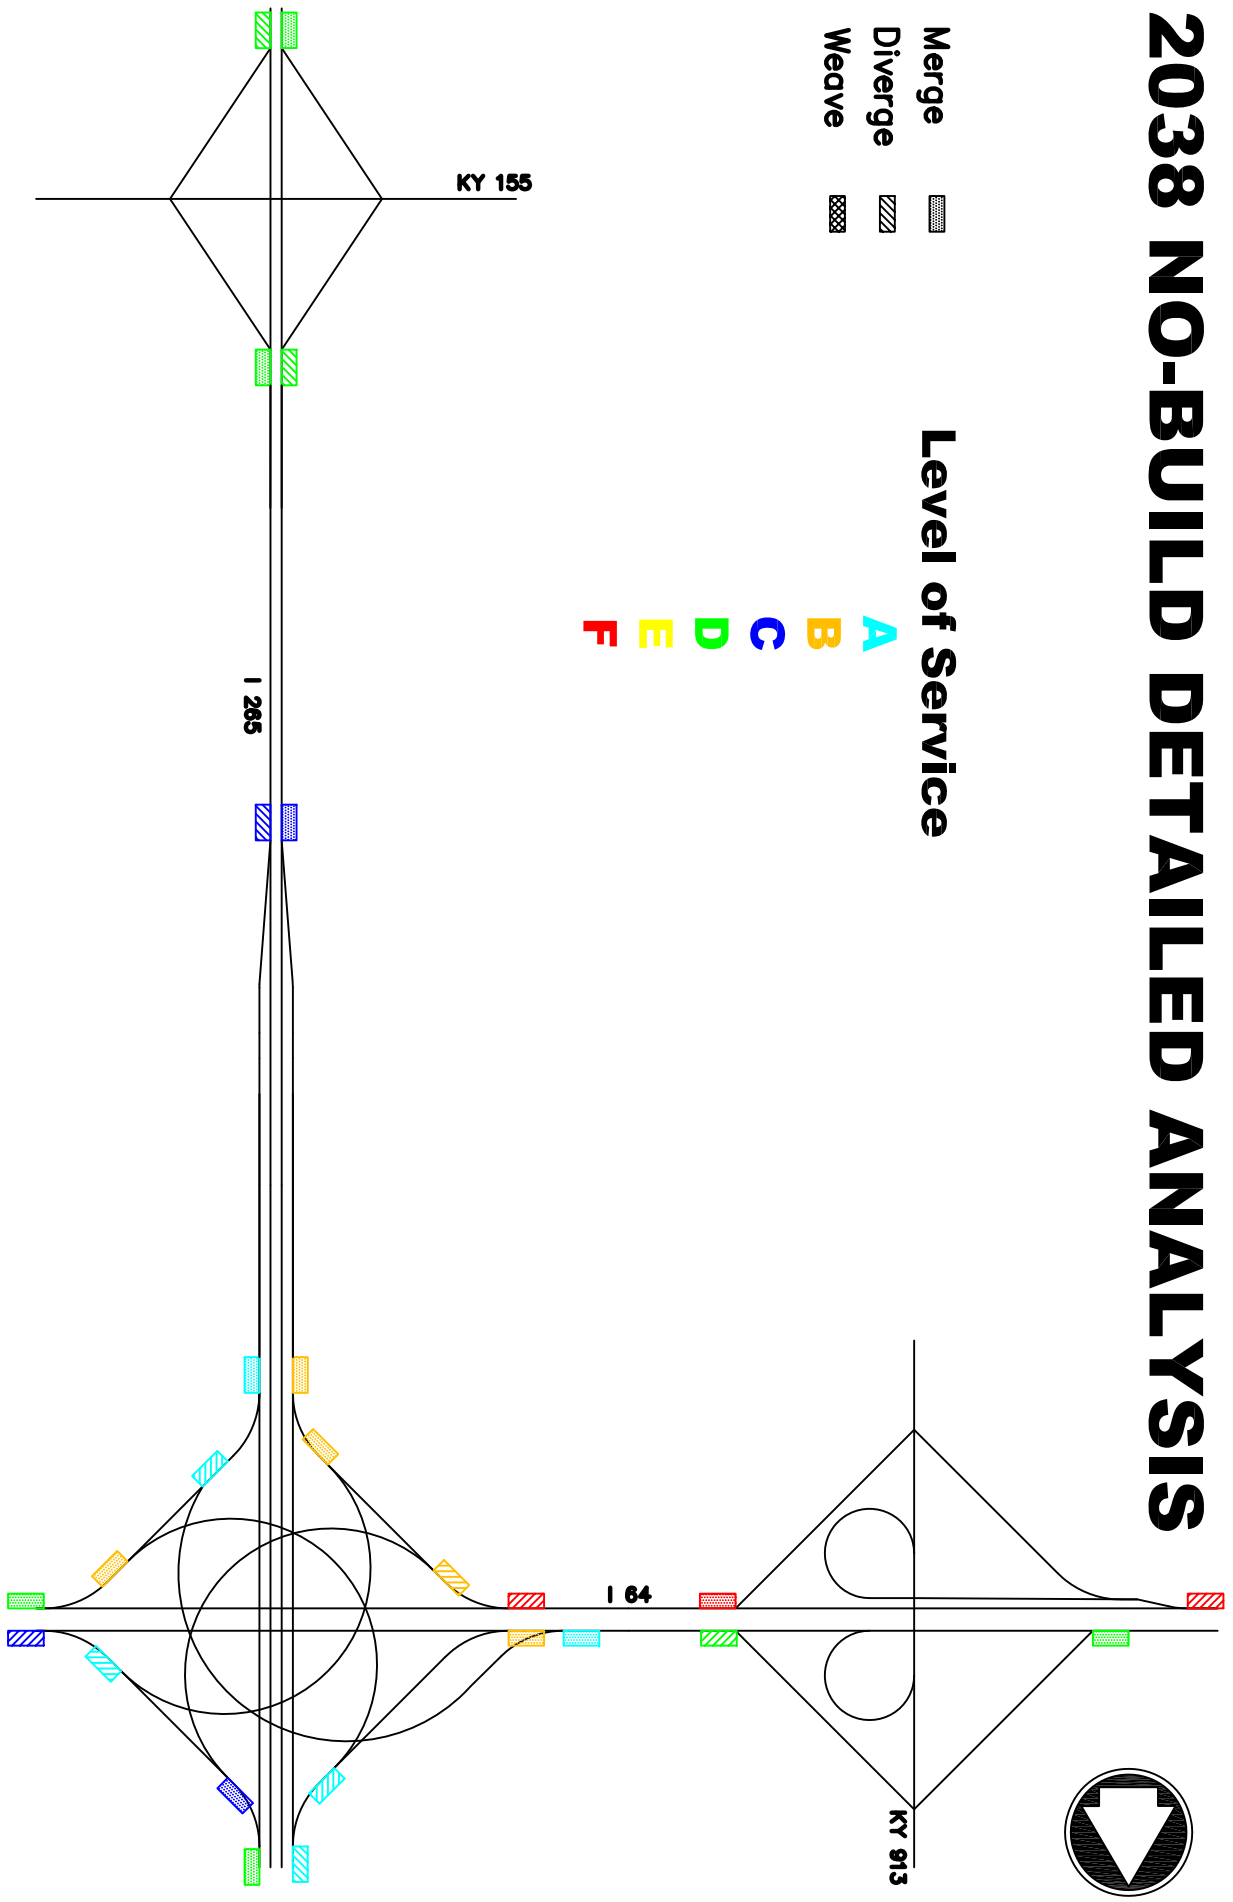 2038 NO-BUILD DETAILED ANALYSIS
Merge
Diverge
Weave
Level of Service
A
B
C
D
E
F
KY 155
I 265
I 64
KY 913